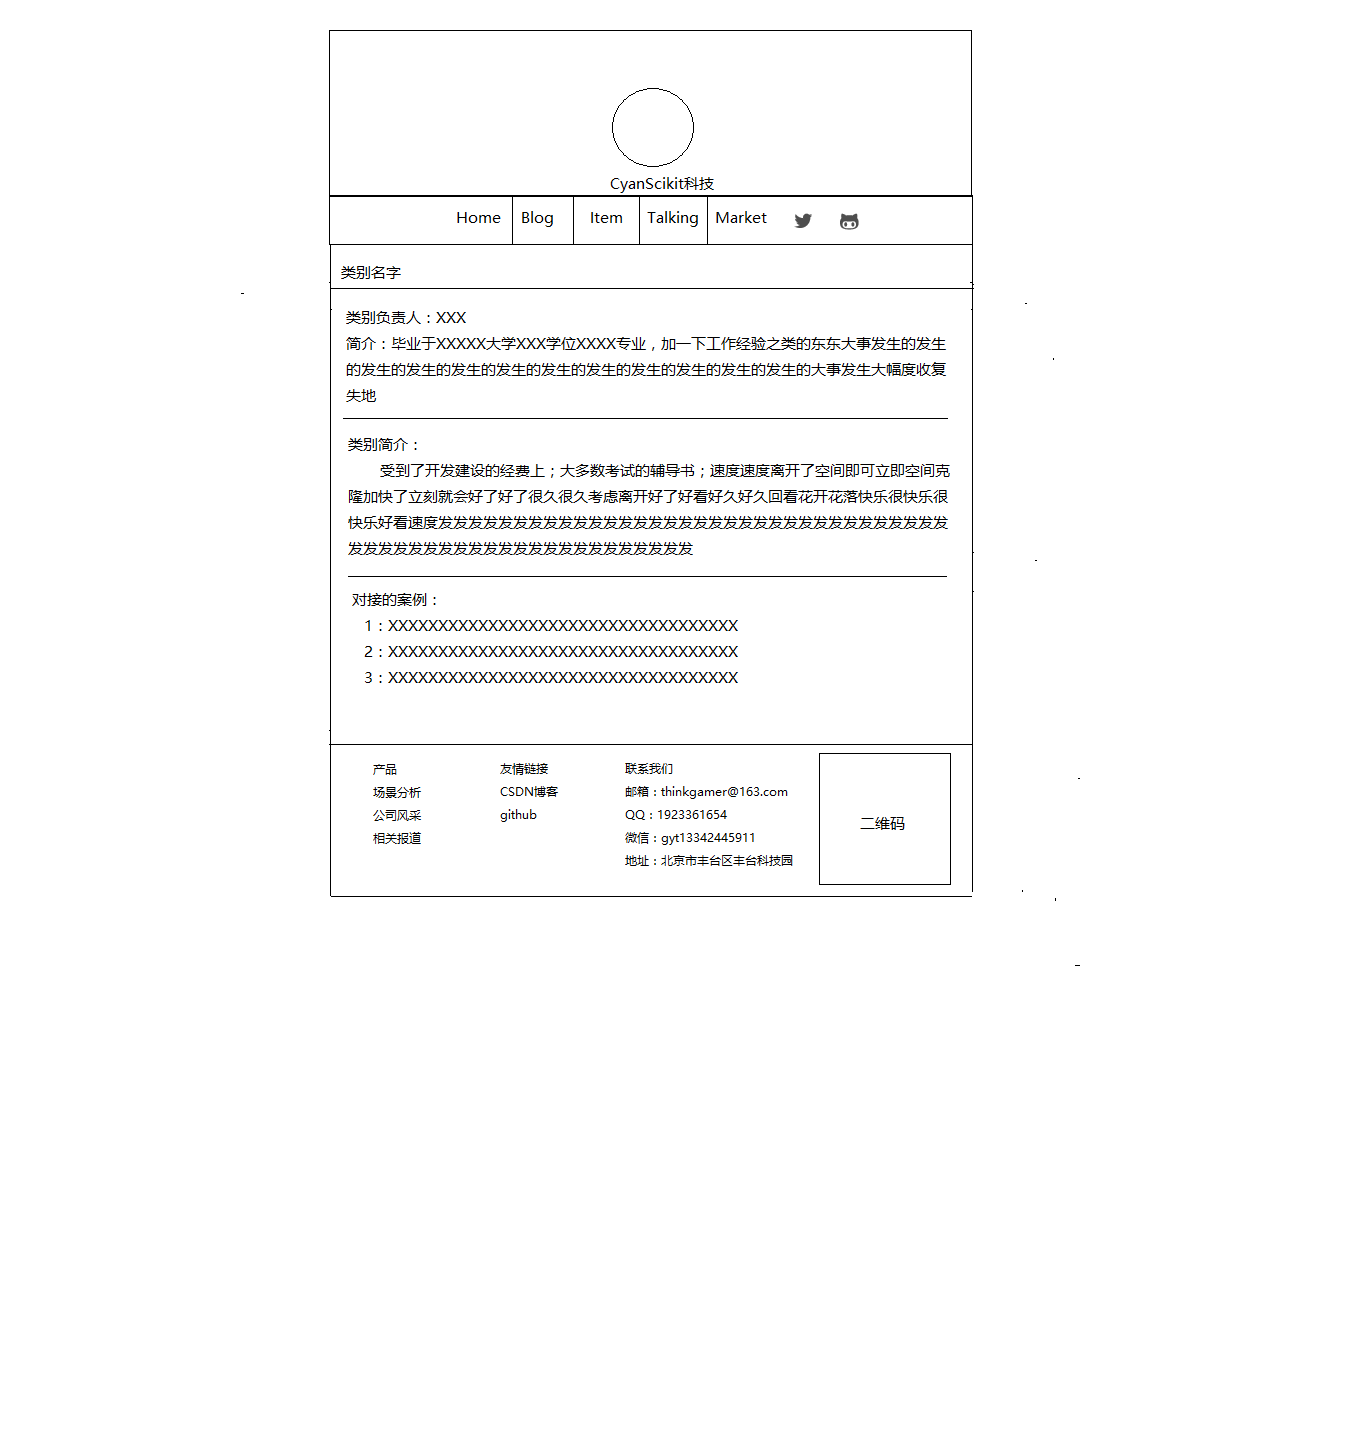 CyanScikit科技
Home Blog Item Talking Market
类别名字
类别负责人：XXX
简介：毕业于XXXXX大学XXX学位XXXX专业，加一下工作经验之类的东东大事发生的发生
的发生的发生的发生的发生的发生的发生的发生的发生的发生的发生的大事发生大幅度收复
失地
类别简介：
受到了开发建设的经费上；大多数考试的辅导书；速度速度离开了空间即可立即空间克
隆加快了立刻就会好了好了很久很久考虑离开好了好看好久好久回看花开花落快乐很快乐很
快乐好看速度发发发发发发发发发发发发发发发发发发发发发发发发发发发发发发发发发发
发发发发发发发发发发发发发发发发发发发发发发发
对接的案例：
1：XXXXXXXXXXXXXXXXXXXXXXXXXXXXXXXXXXX
2：XXXXXXXXXXXXXXXXXXXXXXXXXXXXXXXXXXX
3：XXXXXXXXXXXXXXXXXXXXXXXXXXXXXXXXXXX
产品
场景分析
公司风采
相关报道
友情链接
CSDN博客
github
联系我们
邮箱：thinkgamer@163.com
QQ：1923361654
微信：gyt13342445911
地址：北京市丰台区丰台科技园
二维码